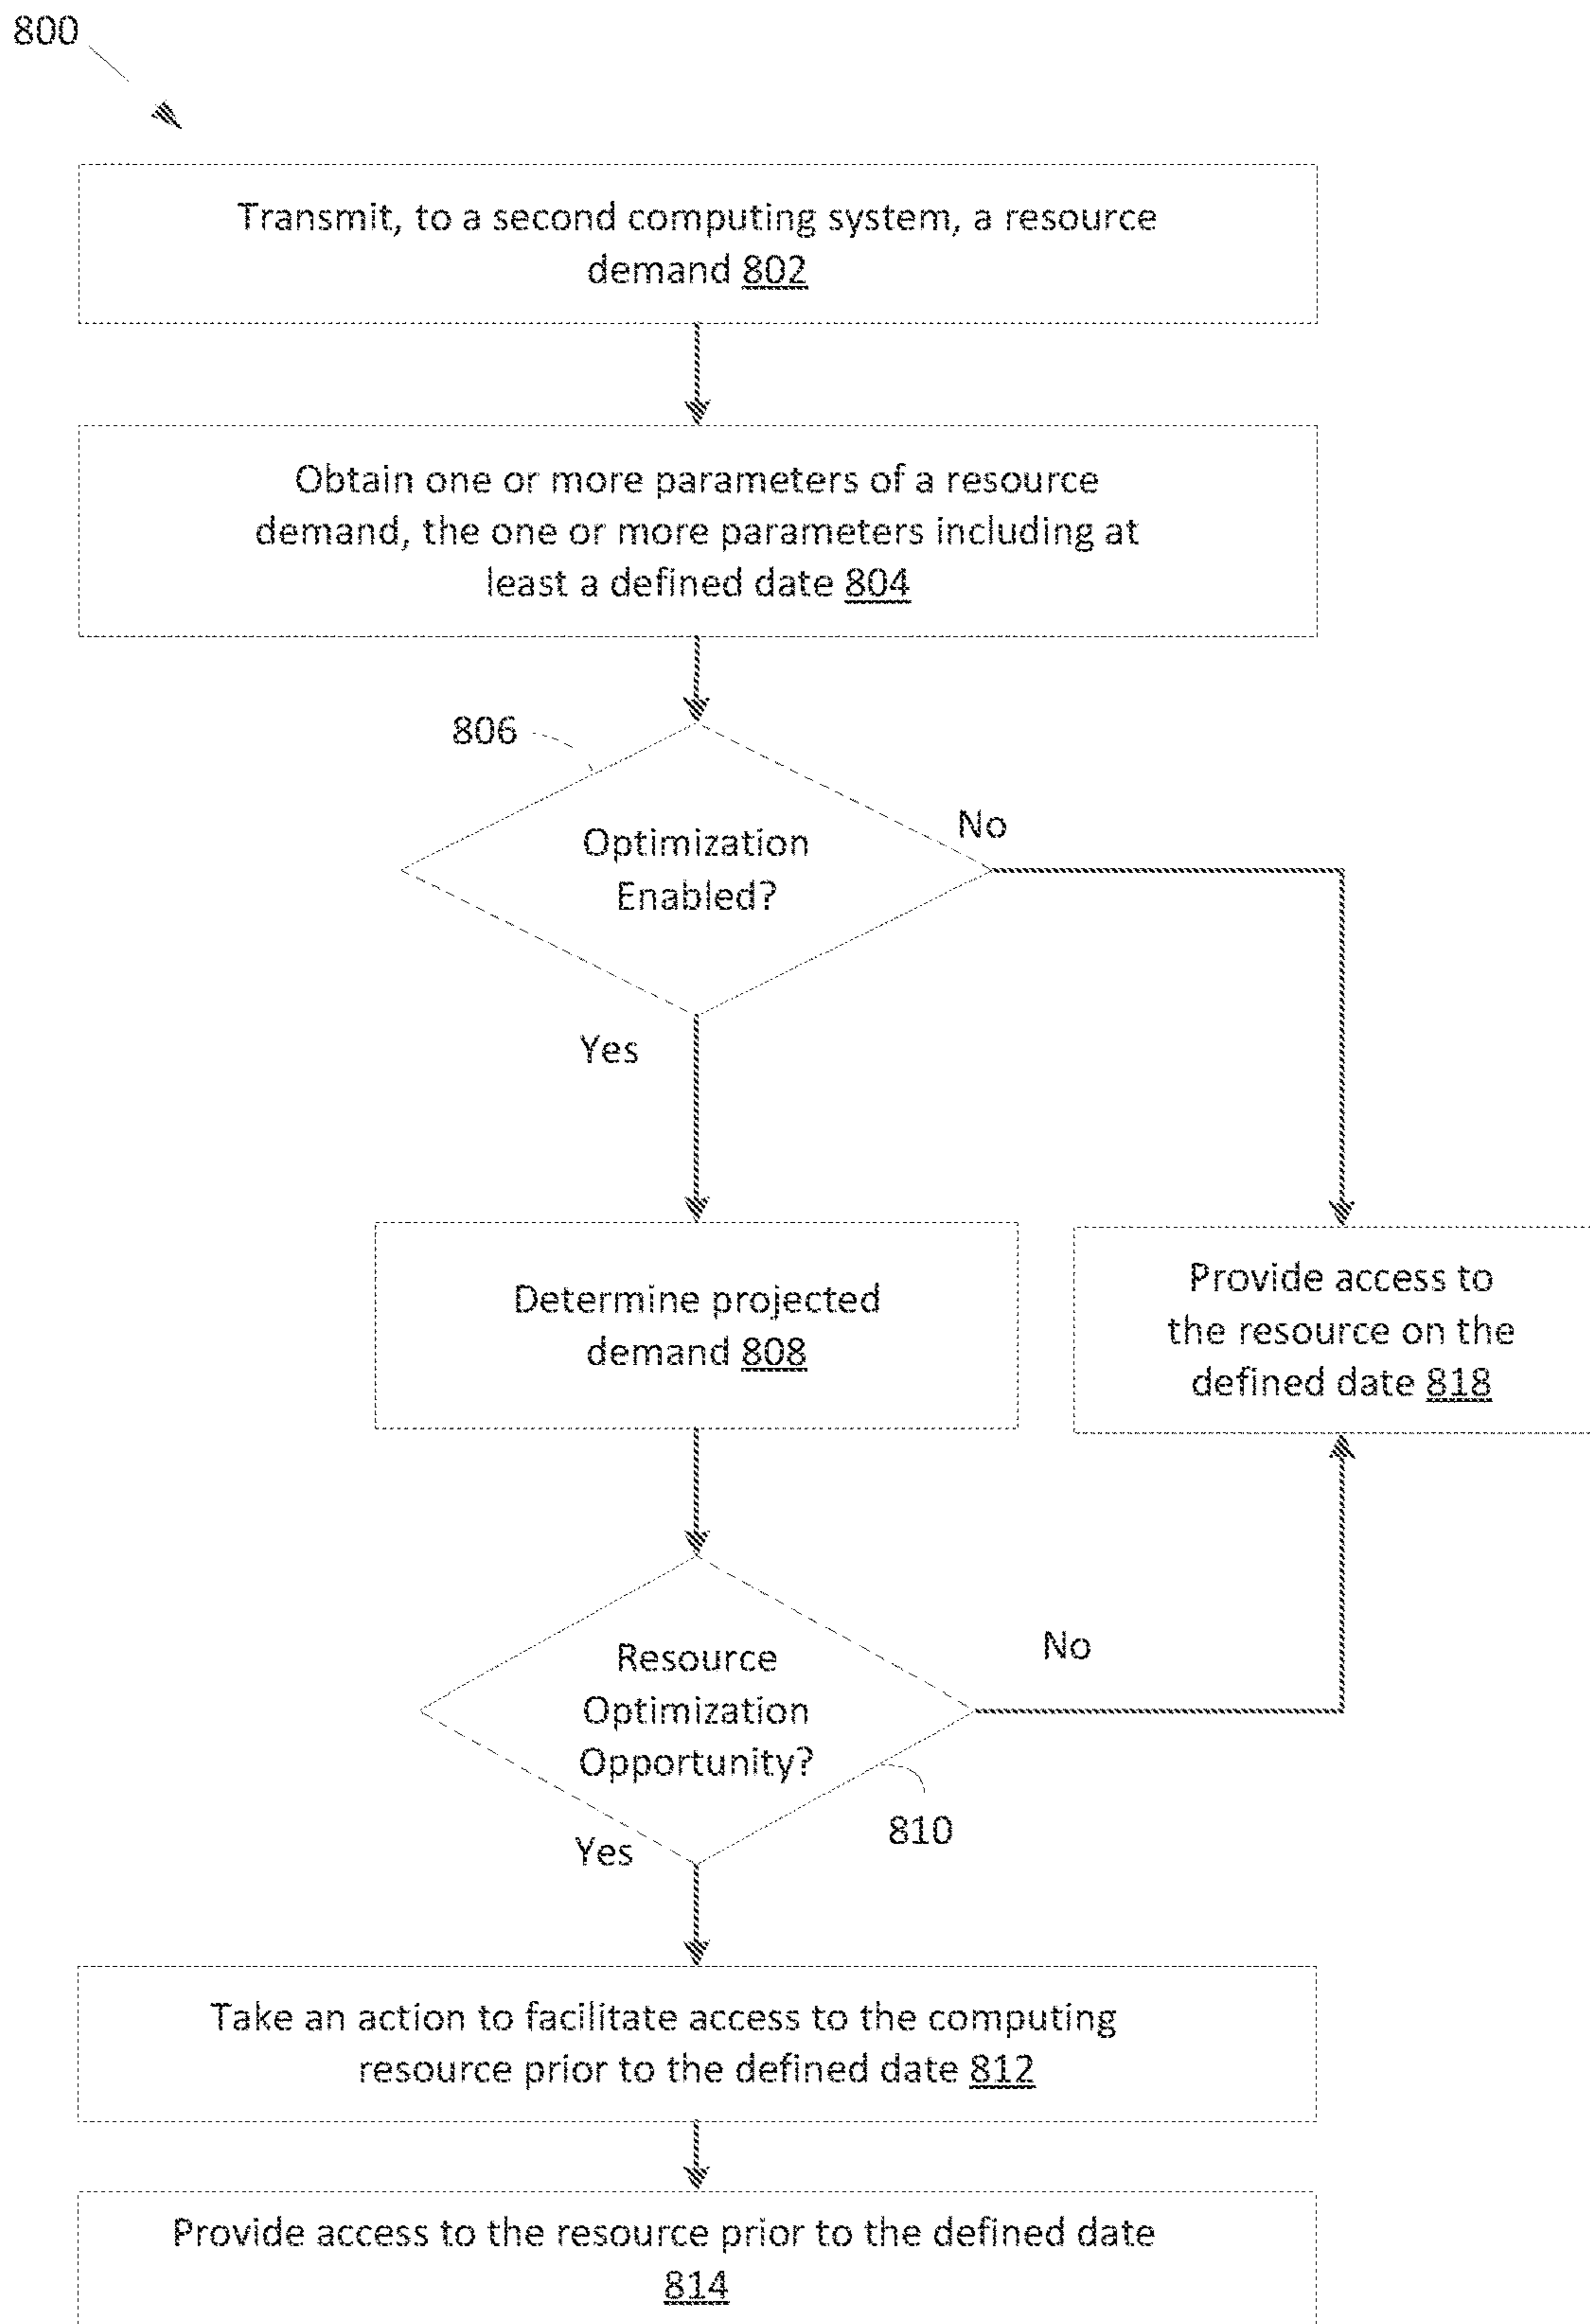 800
Transmit, to a second computing system, a resource
demand 802
Obtain one or more parameters of a resource
demand, the one or more parameters including at
least a defined date 804
806
No
Optimization
Enabled?
Yes
Determine projected
demand 808
Provide access to
the resource on the
defined date 818
Resource
Optimization
Opportunity?
No
810
Yes
Take an action to facilitate access to the computing
resource prior to the defined date 812
Provide access to the resource prior to the defined date
814